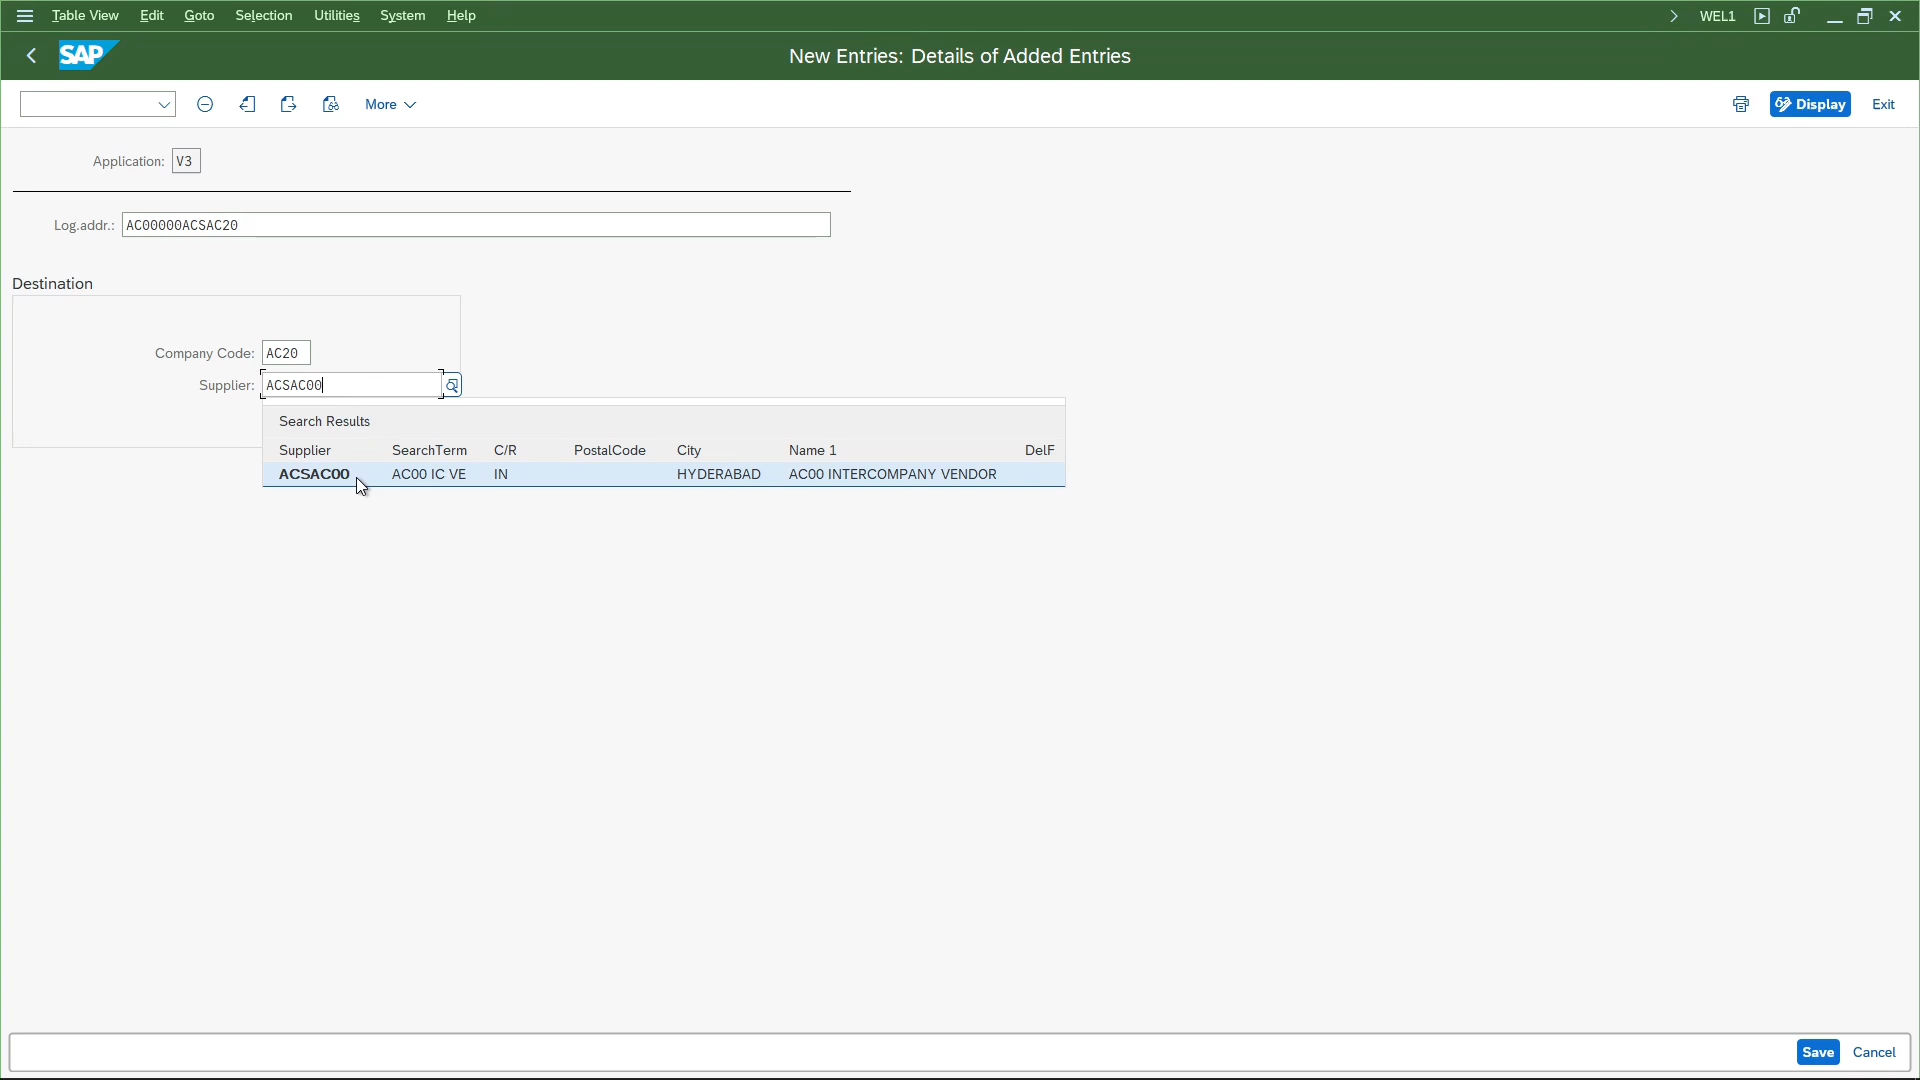 Table View Edit Goto Selection Utilities System Help WEL1
SAP New Entries: Details of Added Entries
More Display Exit
Application: V3
Log.addr.: AC00000ACSAC20
Destination
Company Code: AC20
Supplier: ACSAC00
Search Results
Supplier SearchTerm C/R PostalCode City Name 1 DelF
ACSAC00 AC00 IC VE IN HYDERABAD AC00 INTERCOMPANY VENDOR
Save Cancel